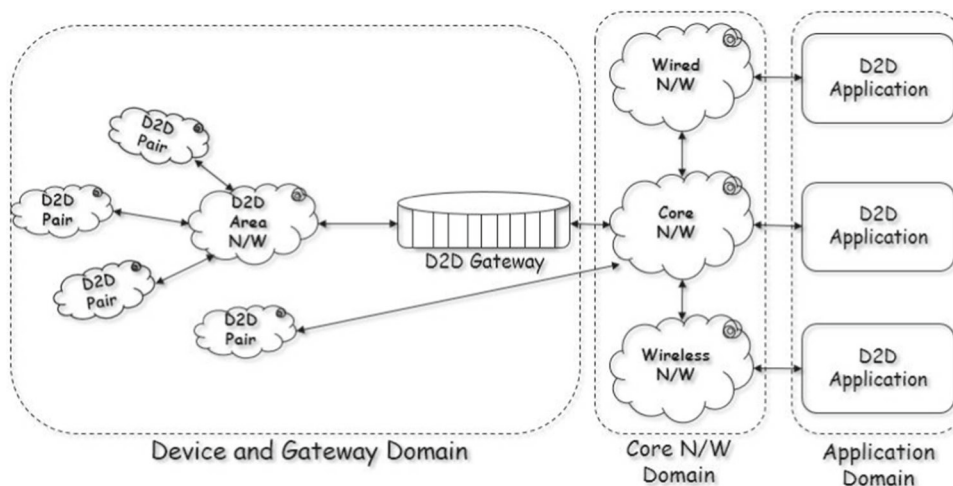 D2D
Pair
D2D
Pair
D2D
Pair
D2D
Pair
D2D
Area
N/W
D2D Gateway
Device and Gateway Domain
Wired
N/W
Core
N/W
Wireless
N/W
Core N/W
Domain
D2D
Application
D2D
Application
D2D
Application
Application
Domain